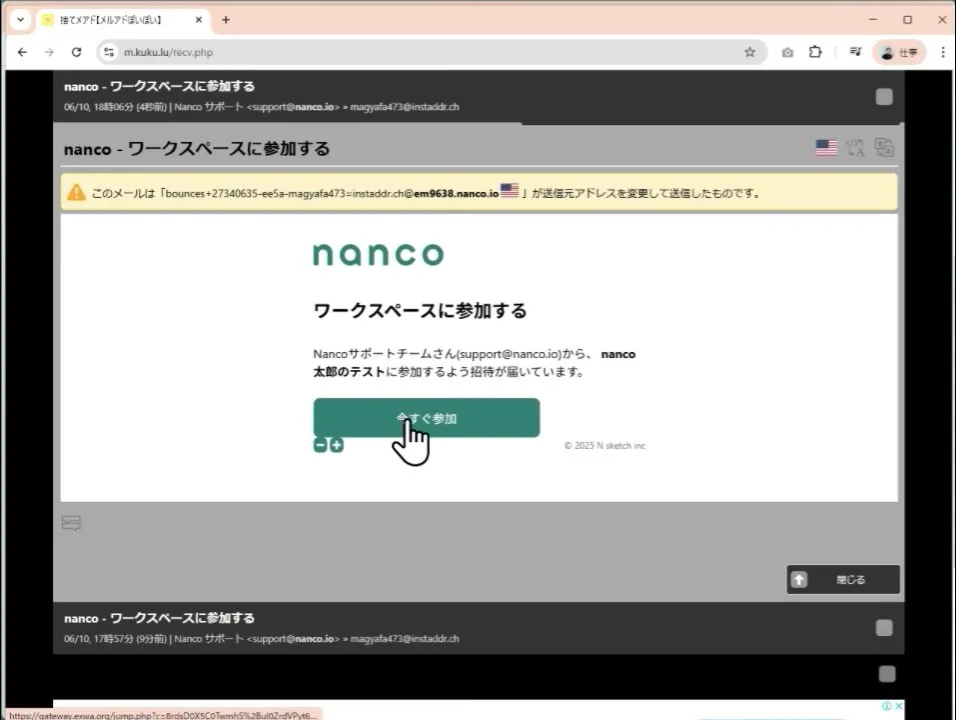 捨てメアド【メルアドぽいぽい】
m.kuku.lu/recv.php
仕事
nanco - ワークスペースに参加する
06/10, 18時06分 (4秒前) | Nanco サポート <support@nanco.io> » magyafa473@instaddr.ch
nanco - ワークスペースに参加する
このメールは「bounces+27340635-ee5a-magyafa473=instaddr.ch@em9638.nanco.io 」が送信元アドレスを変更して送信したものです。
nanco
ワークスペースに参加する
Nancoサポートチームさん(support@nanco.io)から、 nanco
太郎のテストに参加するよう招待が届いています。
今すぐ参加
© 2025 N sketch inc
閉じる
nanco - ワークスペースに参加する
06/10, 17時57分 (9分前) | Nanco サポート <support@nanco.io> » magyafa473@instaddr.ch